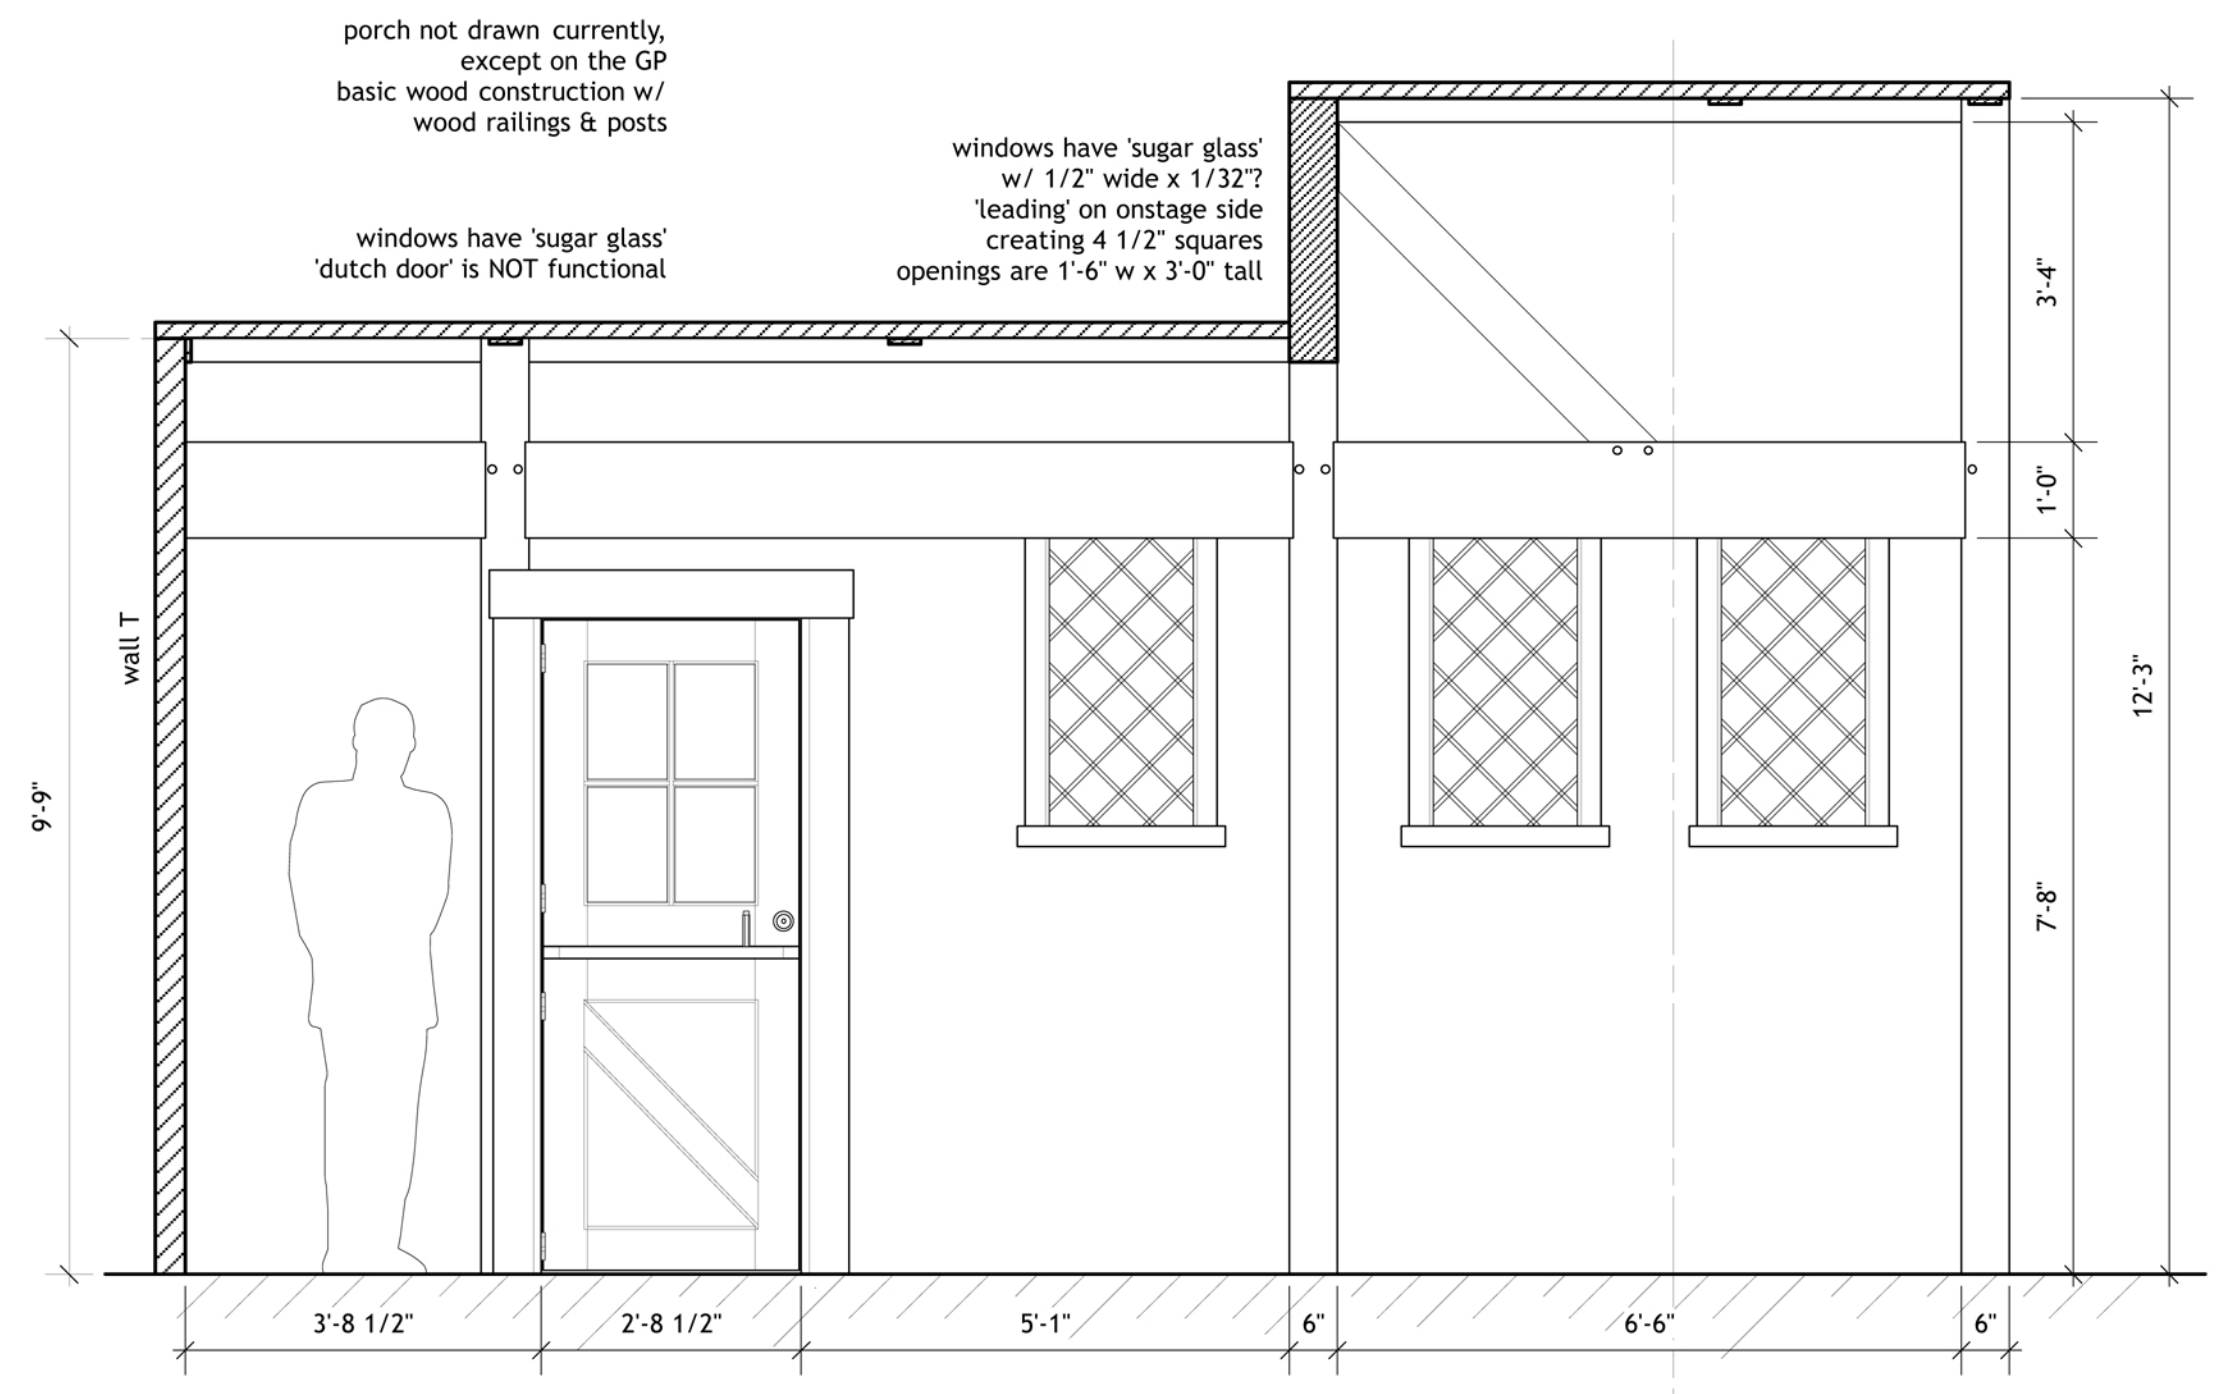 porch not drawn currently,
except on the GP
basic wood construction w/
wood railings & posts
windows have 'sugar glass'
'dutch door' is NOT functional
windows have 'sugar glass'
w/ 1/2" wide x 1/32"?
'leading' on onstage side
creating 4 1/2" squares
openings are 1'-6" w x 3'-0" tall
wall T
9'-9"
3'-4"
1'-0"
7'-8"
12'-3"
3'-8 1/2"
2'-8 1/2"
5'-1"
6"
6'-6"
6"